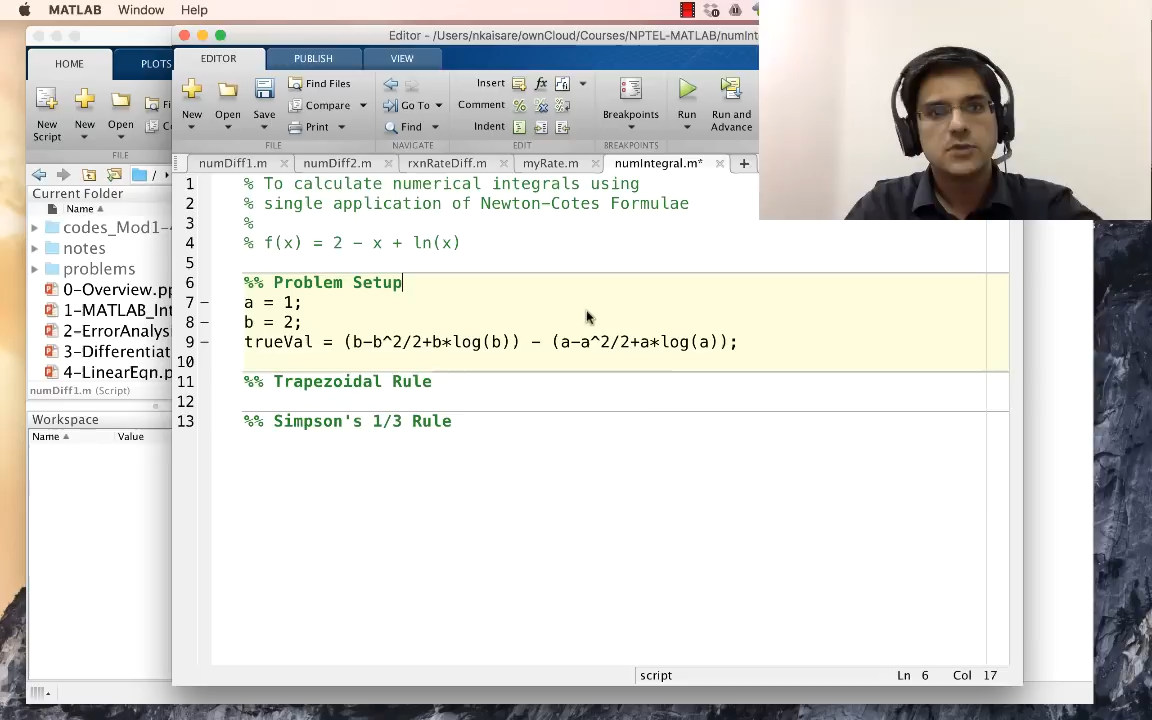 MATLAB Window Help
Editor - /Users/nkaisare/ownCloud/Courses/NPTEL-MATLAB/numInt
HOME PLOTS
EDITOR PUBLISH VIEW
New Script
New
Open
FILE
New
Open
Save
Find Files
Compare
Print
FILE
Go To
Find
NAVIGATE
Insert
Comment
Indent
EDIT
Breakpoints
BREAKPOINTS
Run
Run and Advance
numDiff1.m numDiff2.m rxnRateDiff.m myRate.m numIntegral.m*
Current Folder
Name
codes_Mod1-4
notes
problems
0-Overview.pp
1-MATLAB_Int
2-ErrorAnalys
3-Differentiat
4-LinearEqn.p
numDiff1.m (Script)
Workspace
Name Value
1 % To calculate numerical integrals using
2 % single application of Newton-Cotes Formulae
3 %
4 % f(x) = 2 - x + ln(x)
5
6 %% Problem Setup
7 a = 1;
8 b = 2;
9 trueVal = (b-b^2/2+b*log(b)) - (a-a^2/2+a*log(a));
10
11 %% Trapezoidal Rule
12
13 %% Simpson's 1/3 Rule
script Ln 6 Col 17